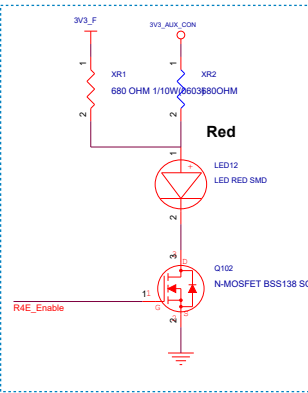 3V3_F
3V3_AUX_CON
1
1
XR1
XR2
680 OHM 1/10W(0603)
680OHM
2
2
Red
1
LED12
LED RED SMD
2
3
D
Q102
N-MOSFET BSS138 SO
1
G
S
2
R4E_Enable